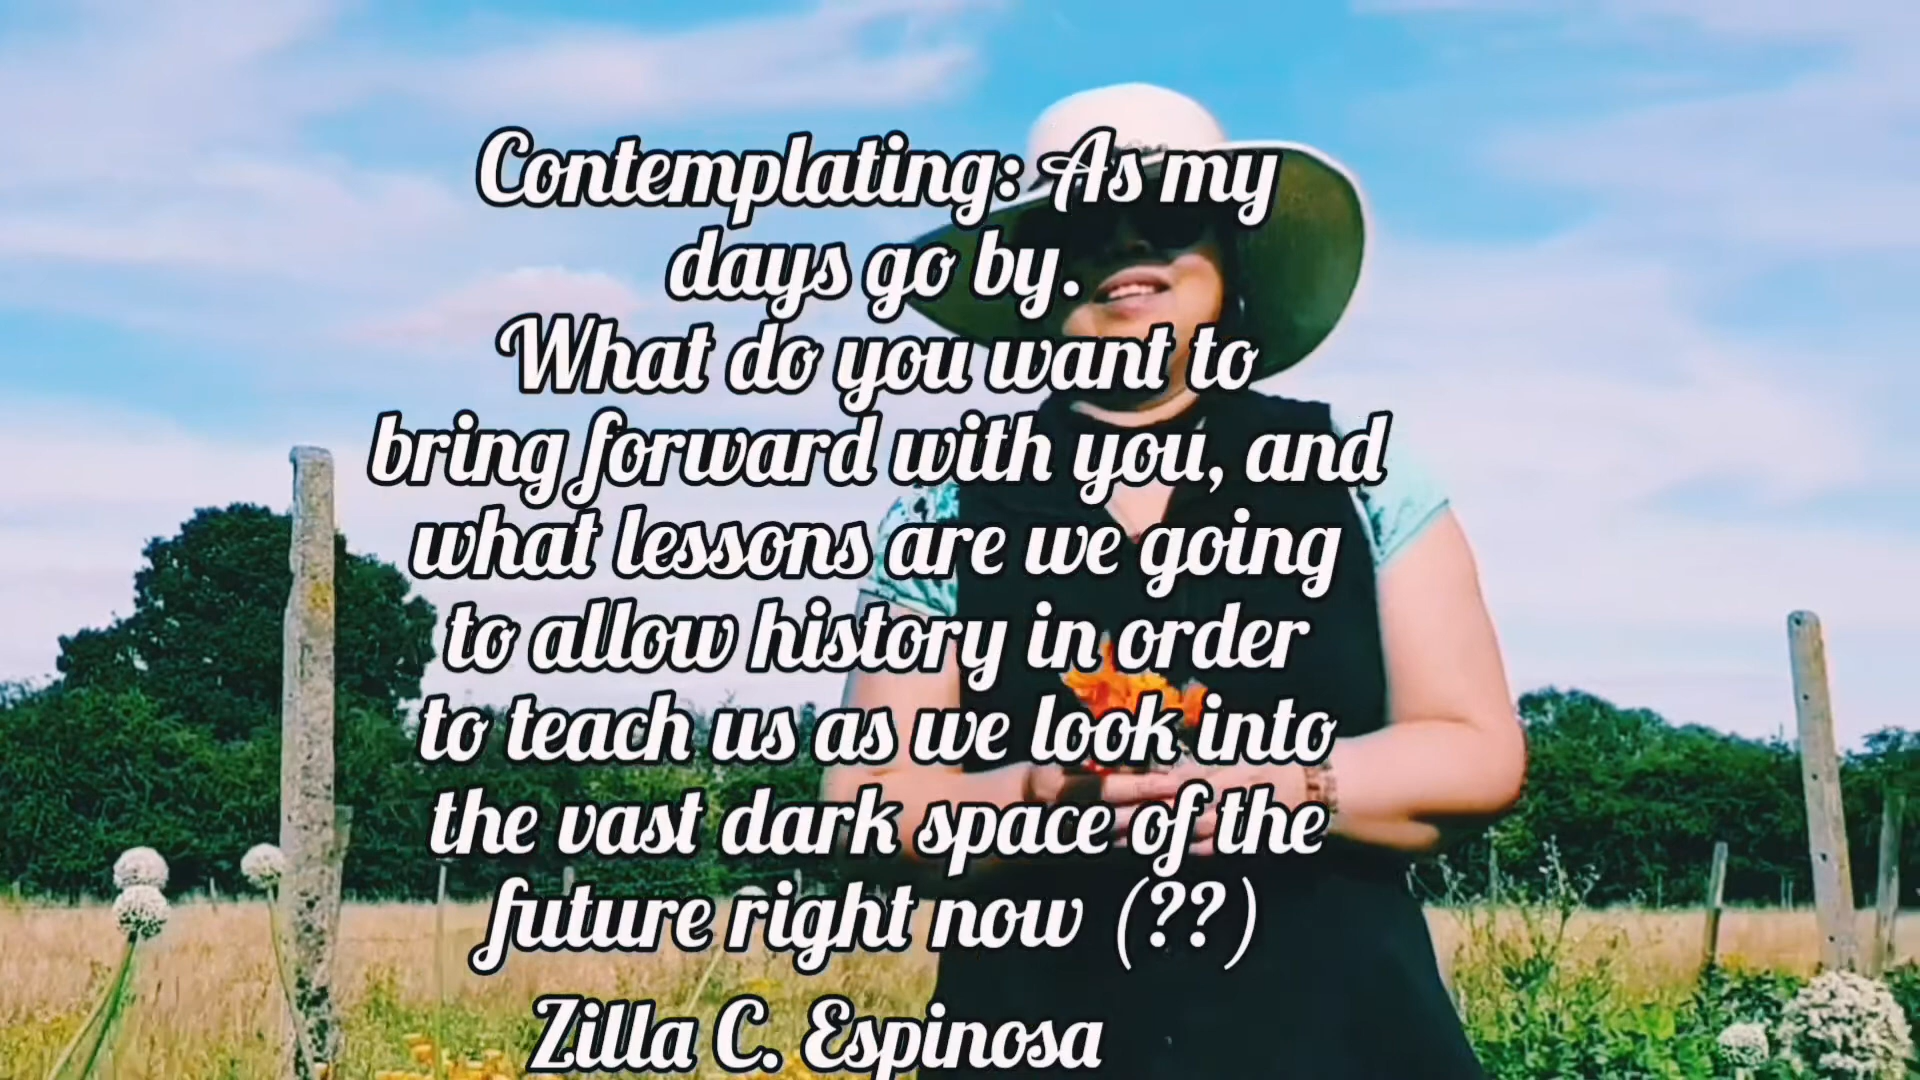 Contemplating: As my
days go by.
What do you want to
bring forward with you, and
what lessons are we going
to allow history in order
to teach us as we look into
the vast dark space of the
future right now (??)
Zilla C. Espinosa